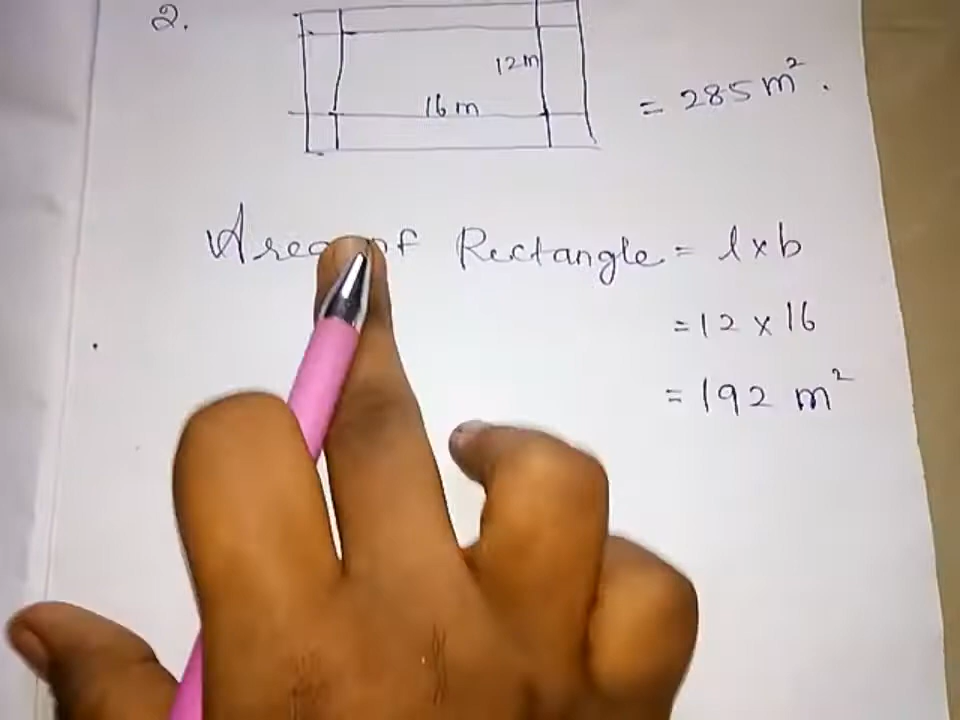 2.
12m
16m
= 285 m².
Area of Rectangle = l x b
= 12 x 16
= 192 m²